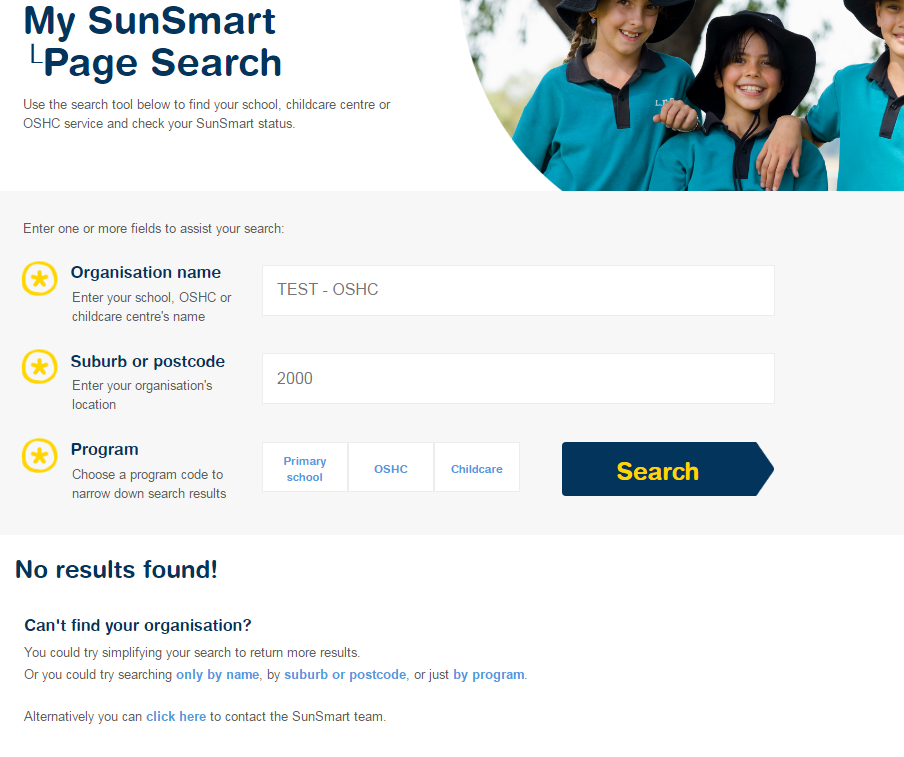 My SunSmart
Page Search
Use the search tool below to find your school, childcare centre or
OSHC service and check your SunSmart status.
Enter one or more fields to assist your search:
Organisation name
Enter your school, OSHC or
childcare centre's name
TEST - OSHC
Suburb or postcode
Enter your organisation's
location
2000
Program
Choose a program code to
narrow down search results
Primary
school
OSHC
Childcare
Search
No results found!
Can't find your organisation?
You could try simplifying your search to return more results.
Or you could try searching only by name, by suburb or postcode, or just by program.
Alternatively you can click here to contact the SunSmart team.